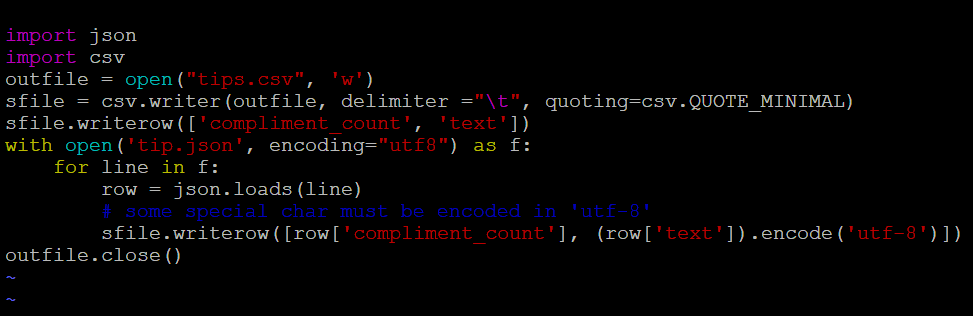 import json
import csv
outfile = open("tips.csv", 'w')
sfile = csv.writer(outfile, delimiter ="\t", quoting=csv.QUOTE_MINIMAL)
sfile.writerow(['compliment_count', 'text'])
with open('tip.json', encoding="utf8") as f:
    for line in f:
        row = json.loads(line)
        # some special char must be encoded in 'utf-8'
        sfile.writerow([row['compliment_count'], (row['text']).encode('utf-8')])
outfile.close()
~
~